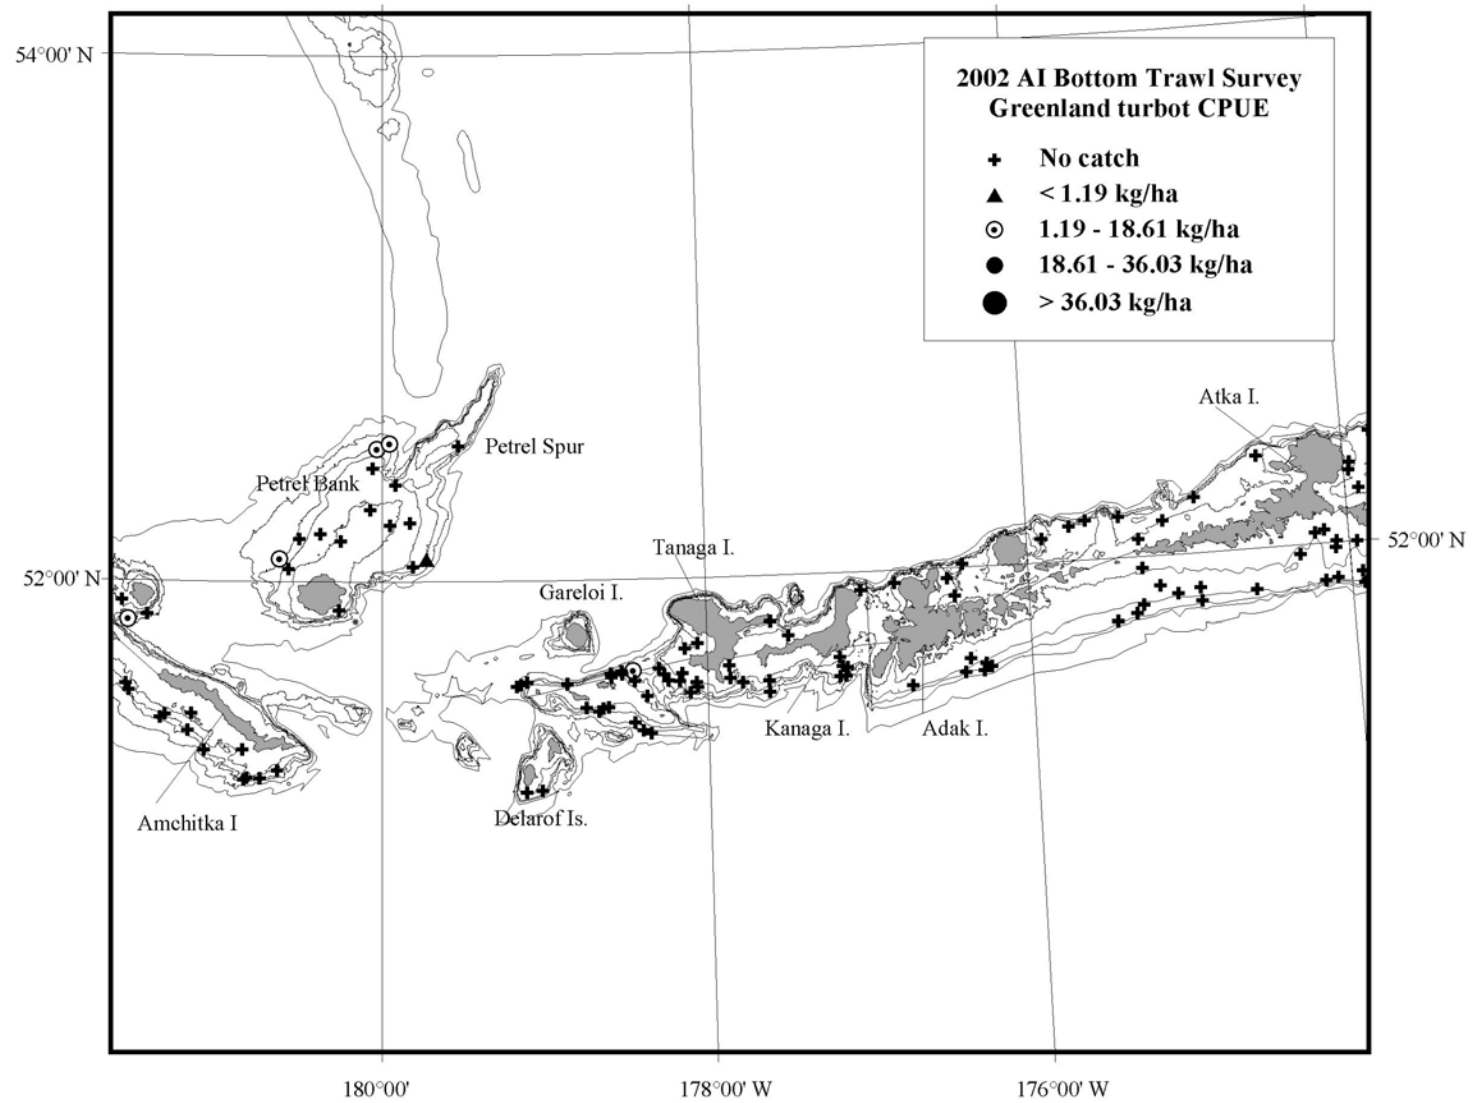 54°00' N
2002 AI Bottom Trawl Survey
Greenland turbot CPUE
No catch
< 1.19 kg/ha
1.19 - 18.61 kg/ha
18.61 - 36.03 kg/ha
> 36.03 kg/ha
Atka I.
Petrel Spur
Petrel Bank
52°00' N
52°00' N
Tanaga I.
Gareloi I.
Kanaga I.
Adak I.
Amchitka I
Delarof Is.
180°00'
178°00' W
176°00' W